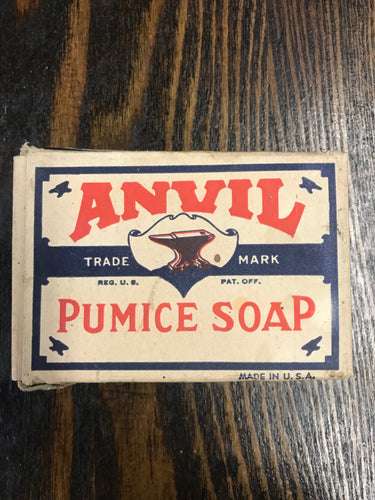 ANVIL
TRADE MARK
REG. U. S. PAT. OFF.
PUMICE SOAP
MADE IN U.S.A.